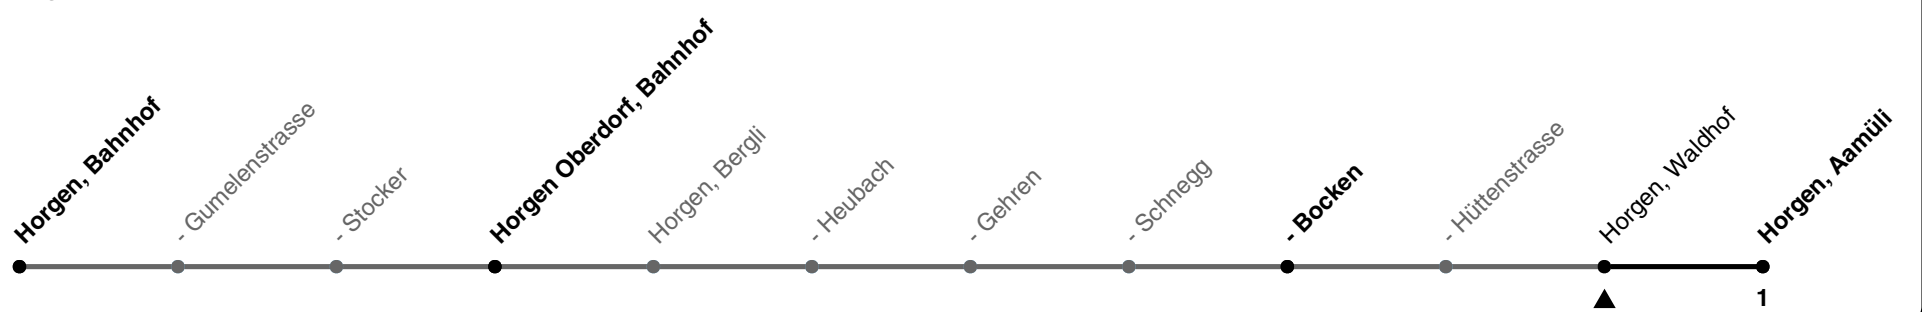 Horgen, Bahnhof
- Gumelenstrasse
- Stocker
Horgen Oberdorf, Bahnhof
Horgen, Bergli
- Heubach
- Gehren
- Schnegg
- Bocken
- Hüttenstrasse
Horgen, Waldhof
Horgen, Aamüli
1